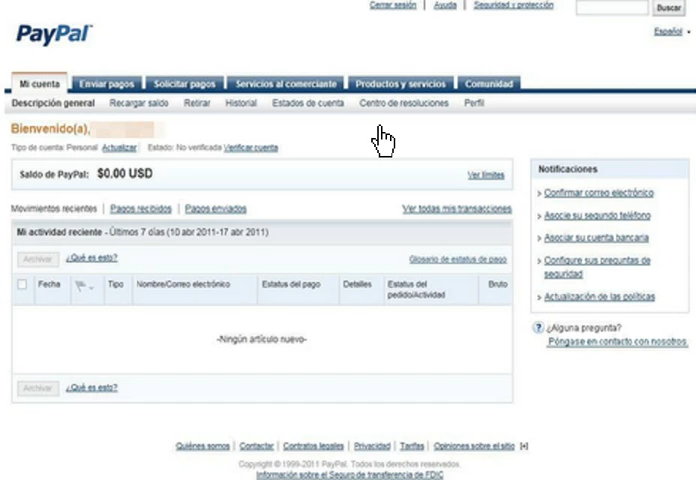 Cerrar sesión | Ayuda | Seguridad y protección Buscar
PayPal
Español
Mi cuenta Enviar pagos Solicitar pagos Servicios al comerciante Productos y servicios Comunidad
Descripción general Recargar saldo Retirar Historial Estados de cuenta Centro de resoluciones Perfil
Bienvenido(a),
Tipo de cuenta: Personal Actualizar Estado: No verificada Verificar cuenta
Saldo de PayPal: $0.00 USD Ver límites
Movimientos recientes | Pagos recibidos | Pagos enviados Ver todas mis transacciones
Mi actividad reciente - Últimos 7 días (10 abr 2011-17 abr 2011)
Archivar ¿Qué es esto? Glosario de estatus de pago
Fecha Tipo Nombre/Correo electrónico Estatus del pago Detalles Estatus del pedido/Actividad Bruto
-Ningún artículo nuevo-
Archivar ¿Qué es esto?
Notificaciones
Confirmar correo electrónico
Asocie su segundo teléfono
Asociar su cuenta bancaria
Configure sus preguntas de
seguridad
Actualización de las políticas
¿Alguna pregunta?
Póngase en contacto con nosotros.
Quiénes somos | Contactar | Contratos legales | Privacidad | Tarifas | Opiniones sobre el sitio [+]
Copyright © 1999-2011 PayPal. Todos los derechos reservados.
Información sobre el Seguro de transferencia de FDIC